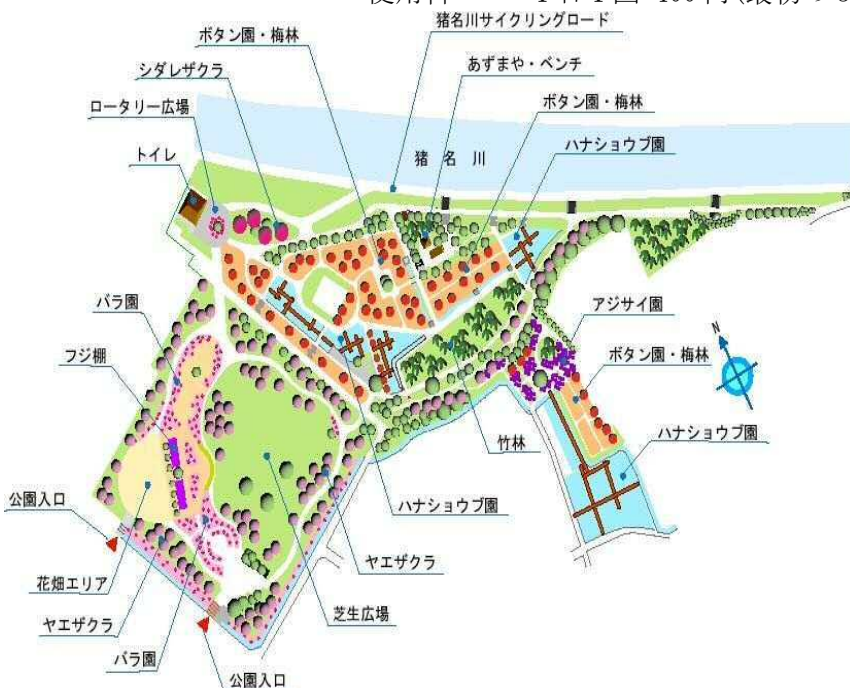 猪名川サイクリングロード
ボタン園・梅林
あずまや・ベンチ
シダレザクラ
ボタン園・梅林
ロータリー広場
ハナショウブ園
トイレ
猪名川
バラ園
アジサイ園
N
フジ棚
ボタン園・梅林
竹林
ハナショウブ園
公園入口
ハナショウブ園
ヤエザクラ
花畑エリア
芝生広場
ヤエザクラ
バラ園
公園入口